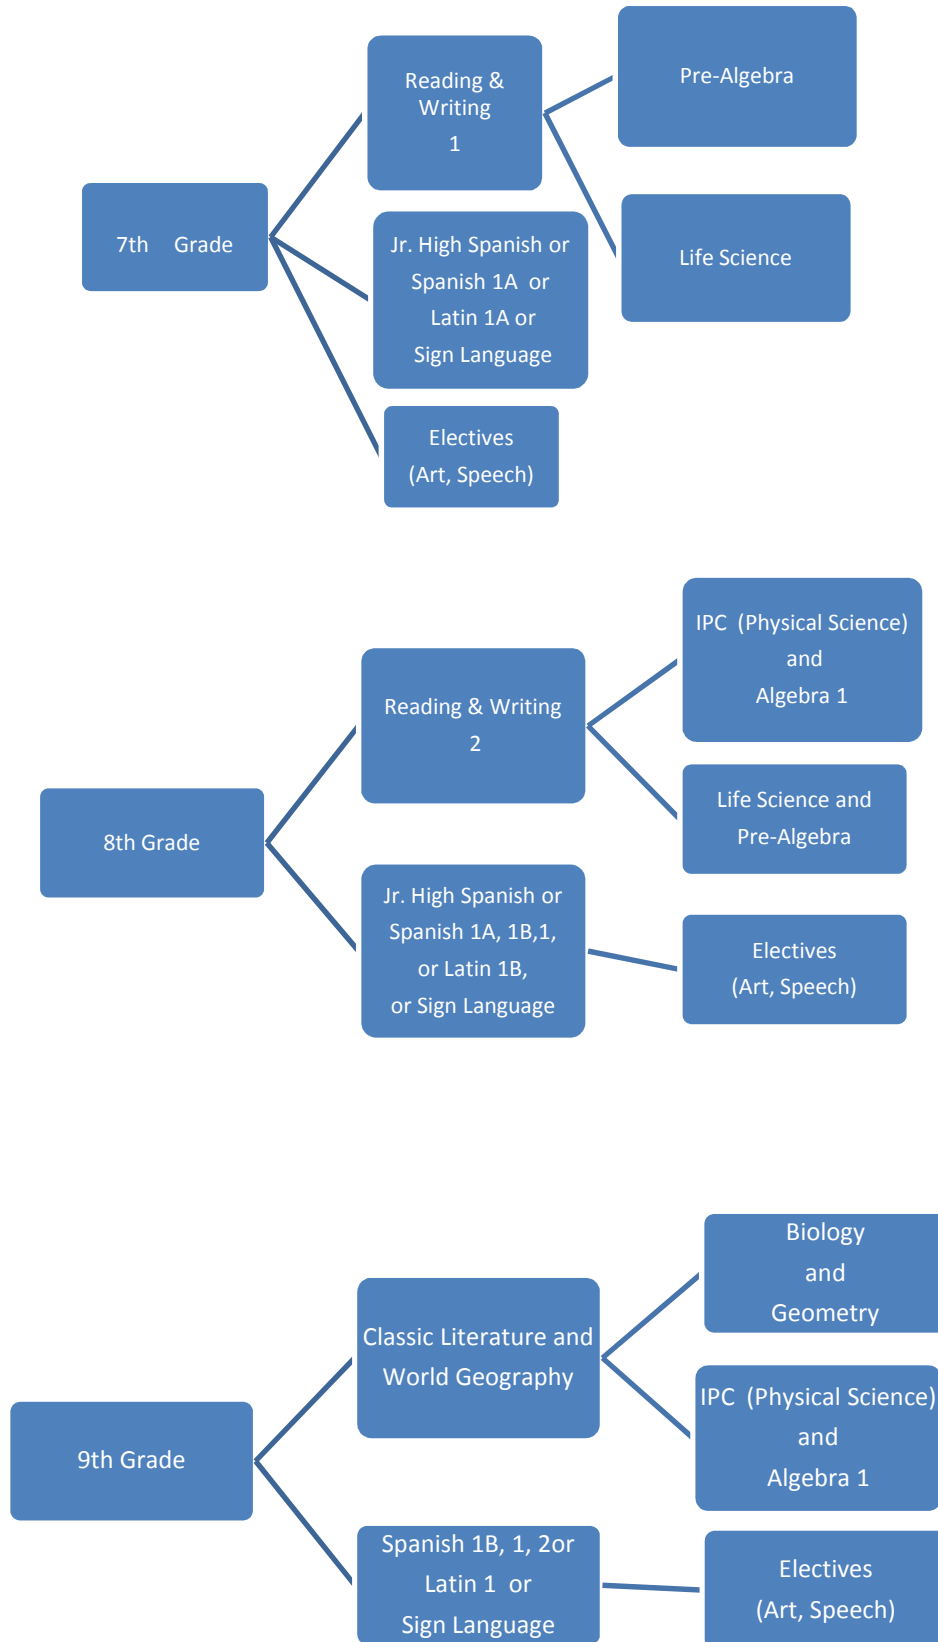 7th Grade
Reading &
Writing
1
Pre-Algebra
Life Science
Jr. High Spanish or
Spanish 1A or
Latin 1A or
Sign Language
Electives
(Art, Speech)
8th Grade
Reading & Writing
2
IPC (Physical Science)
and
Algebra 1
Life Science and
Pre-Algebra
Jr. High Spanish or
Spanish 1A, 1B,1,
or Latin 1B,
or Sign Language
Electives
(Art, Speech)
9th Grade
Classic Literature and
World Geography
Biology
and
Geometry
IPC (Physical Science)
and
Algebra 1
Spanish 1B, 1, 2or
Latin 1 or
Sign Language
Electives
(Art, Speech)